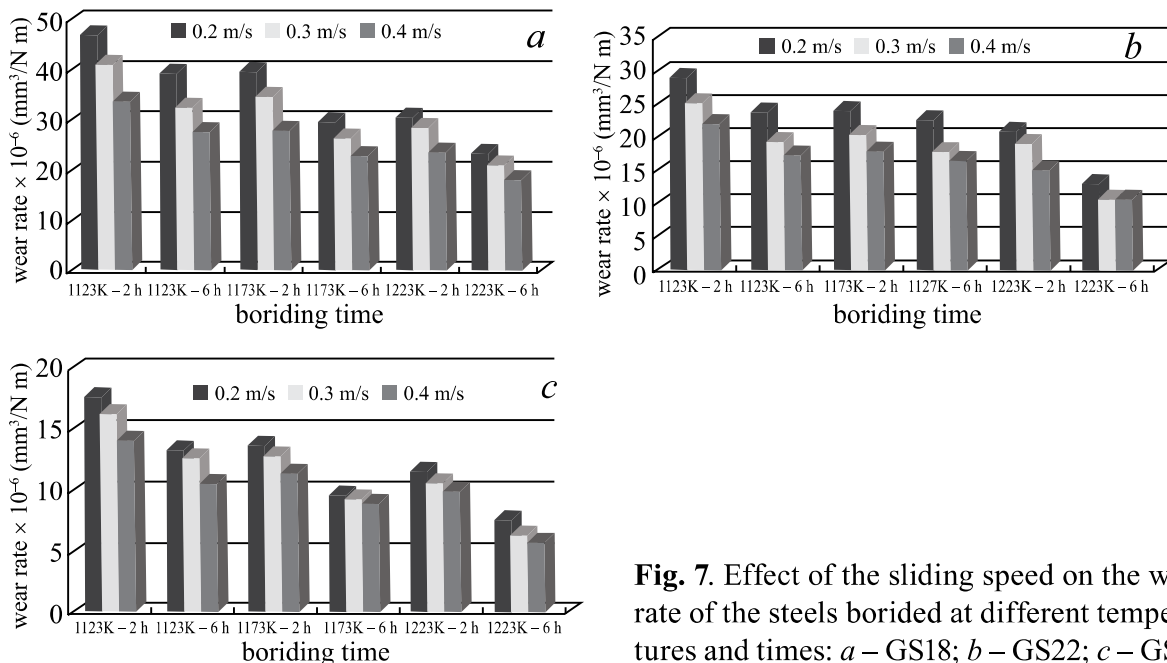 50
40
30
20
10
0
wear rate × 10⁻⁶ (mm³/N m)
0.2 m/s 0.3 m/s 0.4 m/s
a
1123K – 2 h 1123K – 6 h 1173K – 2 h 1173K – 6 h 1223K – 2 h 1223K – 6 h
boriding time
35
30
25
20
15
10
5
0
wear rate × 10⁻⁶ (mm³/N m)
0.2 m/s 0.3 m/s 0.4 m/s
b
1123K – 2 h 1123K – 6 h 1173K – 2 h 1127K – 6 h 1223K – 2 h 1223K – 6 h
boriding time
20
15
10
5
0
wear rate × 10⁻⁶ (mm³/N m)
0.2 m/s 0.3 m/s 0.4 m/s
c
1123K – 2 h 1123K – 6 h 1173K – 2 h 1173K – 6 h 1223K – 2 h 1223K – 6 h
boriding time
Fig. 7. Effect of the sliding speed on the w
rate of the steels borided at different tempe
tures and times: a – GS18; b – GS22; c – GS